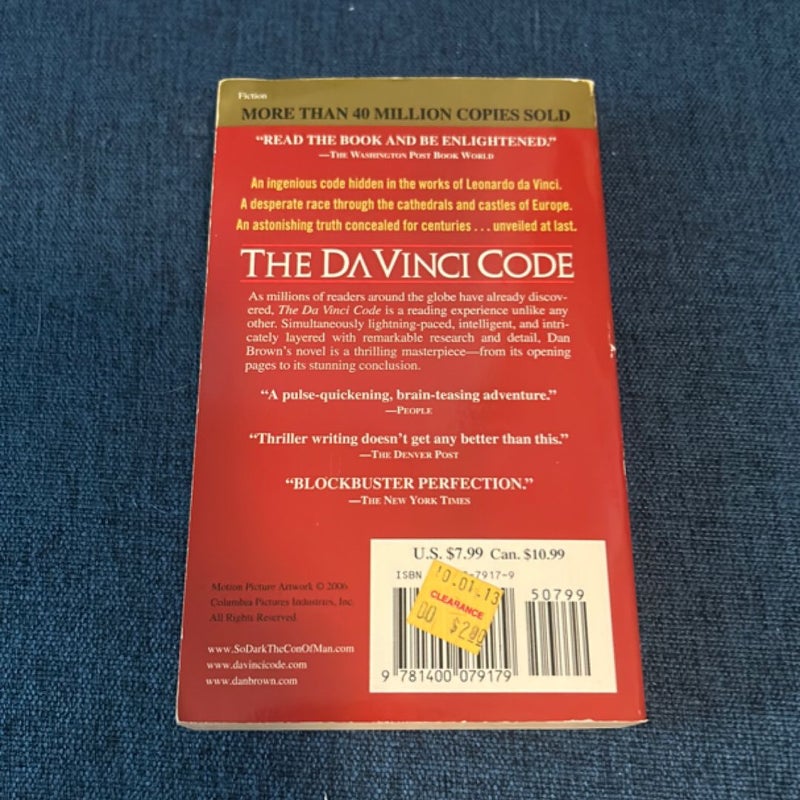 Fiction
MORE THAN 40 MILLION COPIES SOLD
“READ THE BOOK AND BE ENLIGHTENED.”
—THE WASHINGTON POST BOOK WORLD
An ingenious code hidden in the works of Leonardo da Vinci.
A desperate race through the cathedrals and castles of Europe.
An astonishing truth concealed for centuries . . . unveiled at last.
THE DA VINCI CODE
As millions of readers around the globe have already discov-
ered, The Da Vinci Code is a reading experience unlike any
other. Simultaneously lightning-paced, intelligent, and intri-
cately layered with remarkable research and detail, Dan
Brown’s novel is a thrilling masterpiece—from its opening
pages to its stunning conclusion.
“A pulse-quickening, brain-teasing adventure.”
—PEOPLE
“Thriller writing doesn’t get any better than this.”
—THE DENVER POST
“BLOCKBUSTER PERFECTION.”
—THE NEW YORK TIMES
U.S. $7.99 Can. $10.99
ISBN 7917-9
10.01.13
CLEARANCE
00 $2.00
50799
9 781400 079179
Motion Picture Artwork © 2006
Columbia Pictures Industries, Inc.
All Rights Reserved.
www.SoDarkTheConOfMan.com
www.davincicode.com
www.danbrown.com